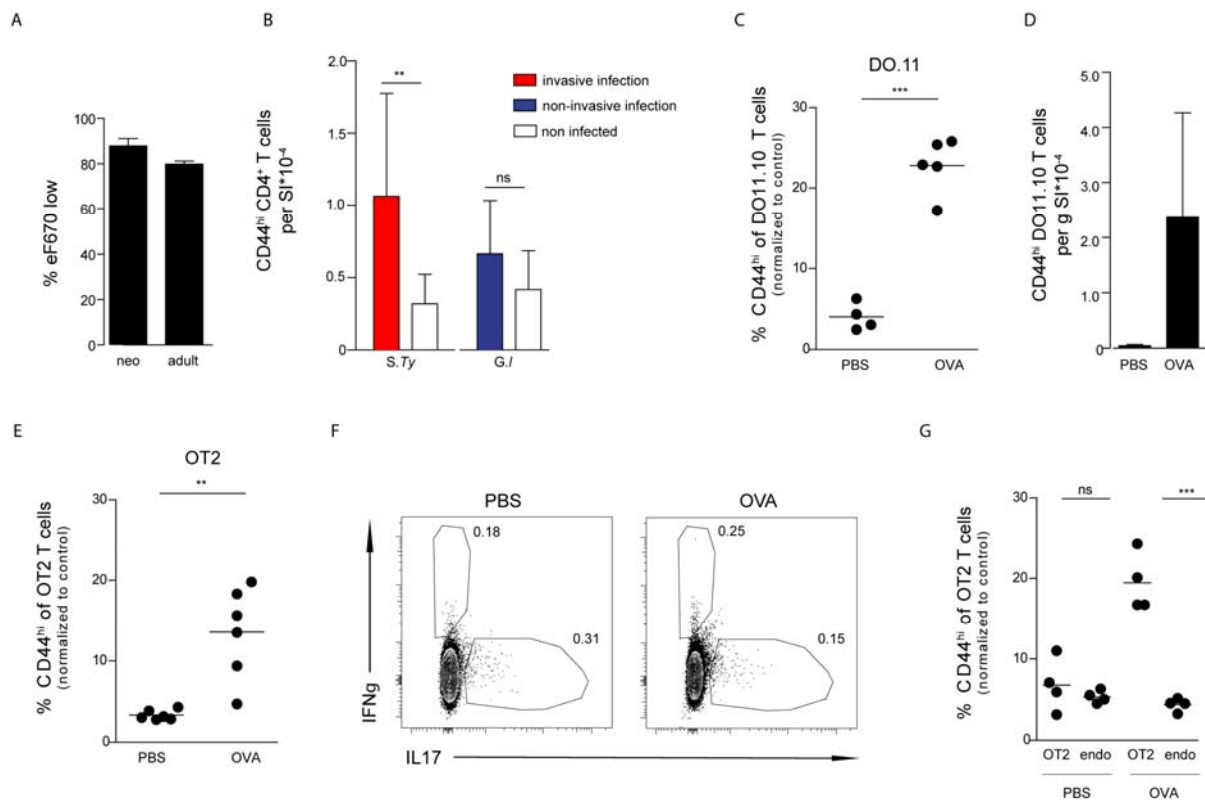 A
% eF670 low
100
80
60
40
20
0
neo adult
B
CD44hi CD4+ T cells
per SI*10-4
2.0
1.5
1.0
0.5
0
**
ns
invasive infection
non-invasive infection
non infected
S.Ty G.I
C
DO.11
***
% CD44hi of DO11.10 T cells
(normalized to control)
30
20
10
0
PBS OVA
D
CD44hi DO11.10 T cells
per g SI*10-4
5.0
4.0
3.0
2.0
1.0
0
PBS OVA
E
OT2
**
% CD44hi of OT2 T cells
(normalized to control)
30
20
10
0
PBS OVA
F
PBS OVA
0.18
0.31
0.25
0.15
IFNg
IL17
G
% CD44hi of OT2 T cells
(normalized to control)
30
20
10
0
ns
***
OT2 endo OT2 endo
PBS OVA